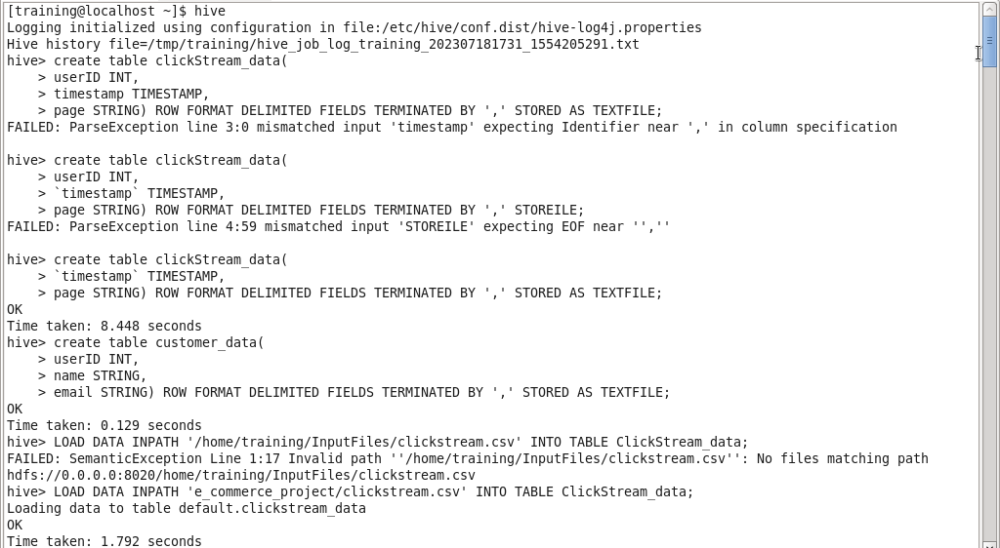 [training@localhost ~]$ hive
Logging initialized using configuration in file:/etc/hive/conf.dist/hive-log4j.properties
Hive history file=/tmp/training/hive_job_log_training_202307181731_1554205291.txt
hive> create table clickStream_data(
    > userID INT,
    > timestamp TIMESTAMP,
    > page STRING) ROW FORMAT DELIMITED FIELDS TERMINATED BY ',' STORED AS TEXTFILE;
FAILED: ParseException line 3:0 mismatched input 'timestamp' expecting Identifier near ',' in column specification

hive> create table clickStream_data(
    > userID INT,
    > `timestamp` TIMESTAMP,
    > page STRING) ROW FORMAT DELIMITED FIELDS TERMINATED BY ',' STOREILE;
FAILED: ParseException line 4:59 mismatched input 'STOREILE' expecting EOF near '','' 

hive> create table clickStream_data(
    > `timestamp` TIMESTAMP,
    > page STRING) ROW FORMAT DELIMITED FIELDS TERMINATED BY ',' STORED AS TEXTFILE;
OK
Time taken: 8.448 seconds
hive> create table customer_data(
    > userID INT,
    > name STRING,
    > email STRING) ROW FORMAT DELIMITED FIELDS TERMINATED BY ',' STORED AS TEXTFILE;
OK
Time taken: 0.129 seconds
hive> LOAD DATA INPATH '/home/training/InputFiles/clickstream.csv' INTO TABLE ClickStream_data;
FAILED: SemanticException Line 1:17 Invalid path ''/home/training/InputFiles/clickstream.csv'': No files matching path
hdfs://0.0.0.0:8020/home/training/InputFiles/clickstream.csv
hive> LOAD DATA INPATH 'e_commerce_project/clickstream.csv' INTO TABLE ClickStream_data;
Loading data to table default.clickstream_data
OK
Time taken: 1.792 seconds